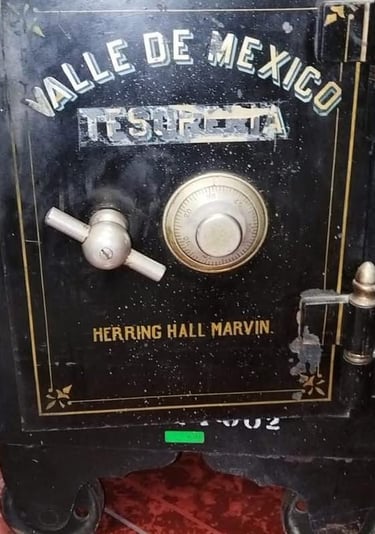 VALLE DE MEXICO
TESORERIA
HERRING HALL MARVIN.